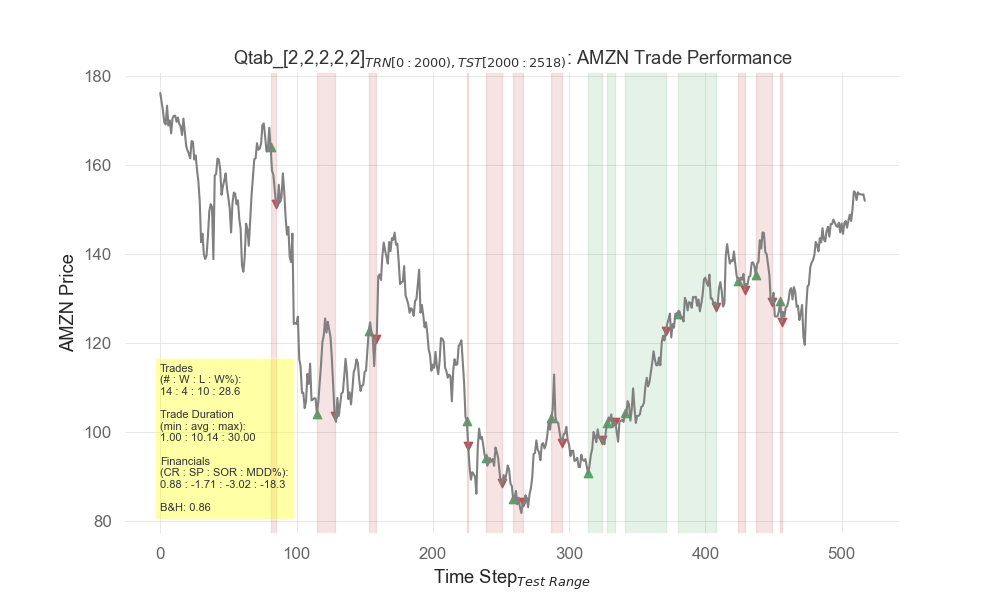 Qtab_[2,2,2,2,2]TRN[0 : 2000), TST[2000 : 2518) : AMZN Trade Performance
AMZN Price
180
160
140
120
100
80
Trades
(# : W : L : W%):
14 : 4 : 10 : 28.6
Trade Duration
(min : avg : max):
1.00 : 10.14 : 30.00
Financials
(CR : SP : SOR : MDD%):
0.88 : -1.71 : -3.02 : -18.3
B&H: 0.86
0 100 200 300 400 500
Time StepTest Range